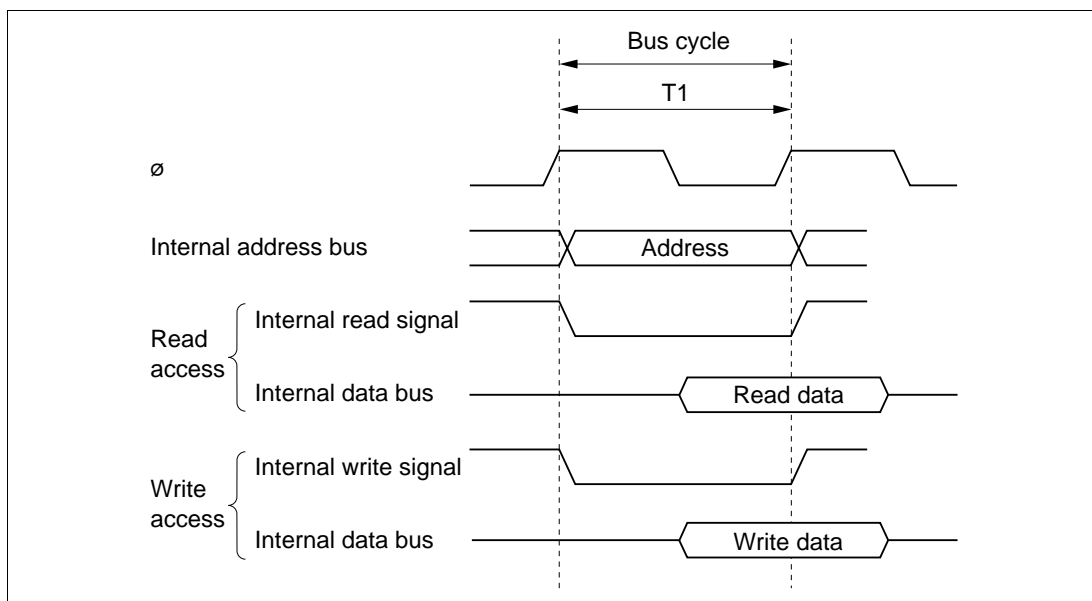 Bus cycle
T1
ø
Internal address bus
Address
Read
access
Internal read signal
Internal data bus
Read data
Write
access
Internal write signal
Internal data bus
Write data